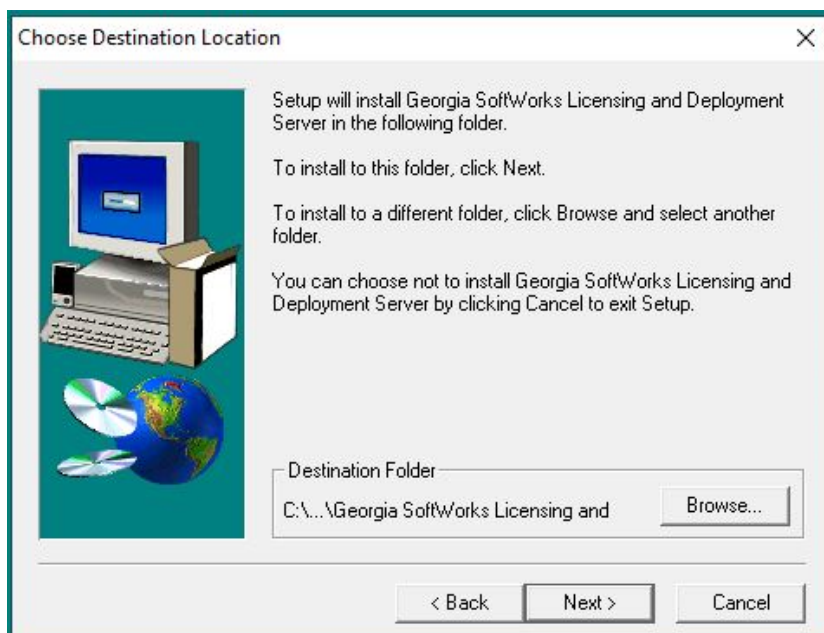 Choose Destination Location
Setup will install Georgia SoftWorks Licensing and Deployment
Server in the following folder.
To install to this folder, click Next.
To install to a different folder, click Browse and select another
folder.
You can choose not to install Georgia SoftWorks Licensing and
Deployment Server by clicking Cancel to exit Setup.
Destination Folder
C:\...\Georgia SoftWorks Licensing and
Browse...
< Back
Next >
Cancel